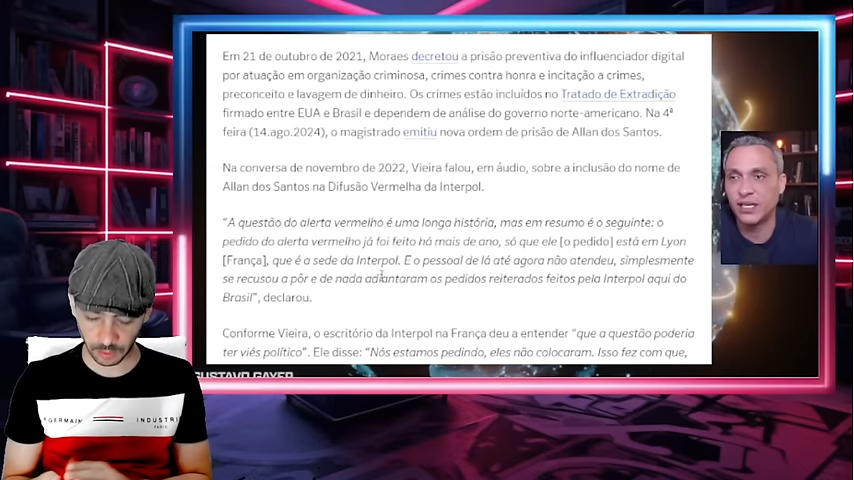 Em 21 de outubro de 2021, Moraes decretou a prisão preventiva do influenciador digital
por atuação em organização criminosa, crimes contra honra e incitação a crimes,
preconceito e lavagem de dinheiro. Os crimes estão incluídos no Tratado de Extradição
firmado entre EUA e Brasil e dependem de análise do governo norte-americano. Na 4ª
feira (14.ago.2024), o magistrado emitiu nova ordem de prisão de Allan dos Santos.
Na conversa de novembro de 2022, Vieira falou, em áudio, sobre a inclusão do nome de
Allan dos Santos na Difusão Vermelha da Interpol.
“A questão do alerta vermelho é uma longa história, mas em resumo é o seguinte: o
pedido do alerta vermelho já foi feito há mais de ano, só que ele [o pedido] está em Lyon
[França], que é a sede da Interpol. E o pessoal de lá até agora não atendeu, simplesmente
se recusou a pôr e de nada adiantaram os pedidos reiterados feitos pela Interpol aqui do
Brasil”, declarou.
Conforme Vieira, o escritório da Interpol na França deu a entender “que a questão poderia
ter viés político”. Ele disse: “Nós estamos pedindo, eles não colocaram. Isso fez com que,
GUSTAVO GAYER
GERMAIN INDUSTRI
PARIS